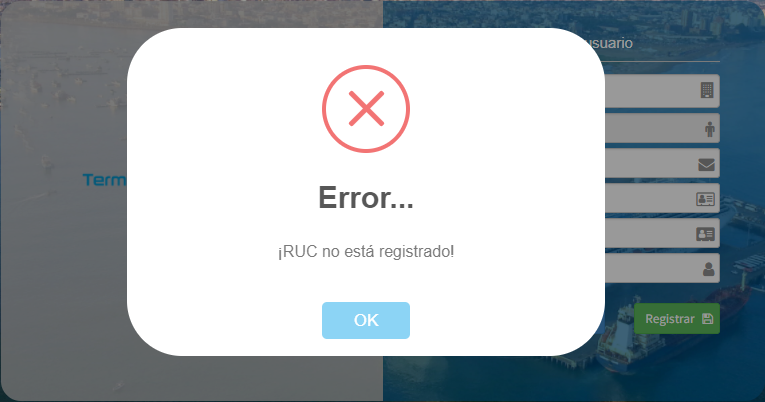 usuario
Term
Error...
¡RUC no está registrado!
OK
Registrar